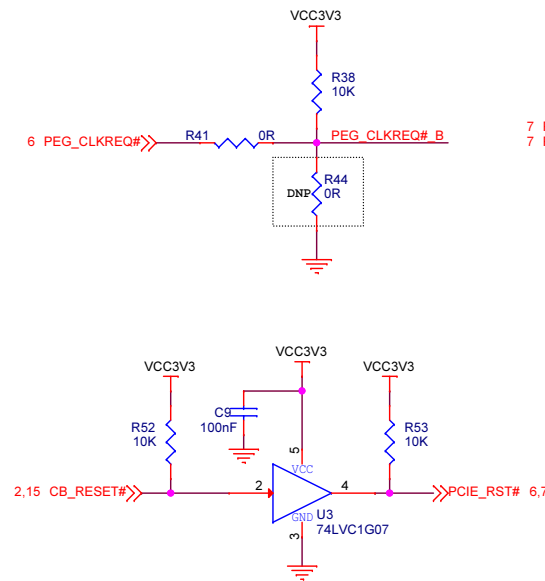 VCC3V3
R38
10K
6 PEG_CLKREQ#
R41
0R
PEG_CLKREQ#_B
7
7
DNP
R44
0R
VCC3V3
VCC3V3
VCC3V3
R52
10K
C9
100nF
R53
10K
5
VCC
2,15 CB_RESET#
2
4
PCIE_RST# 6,7
GND
U3
74LVC1G07
3